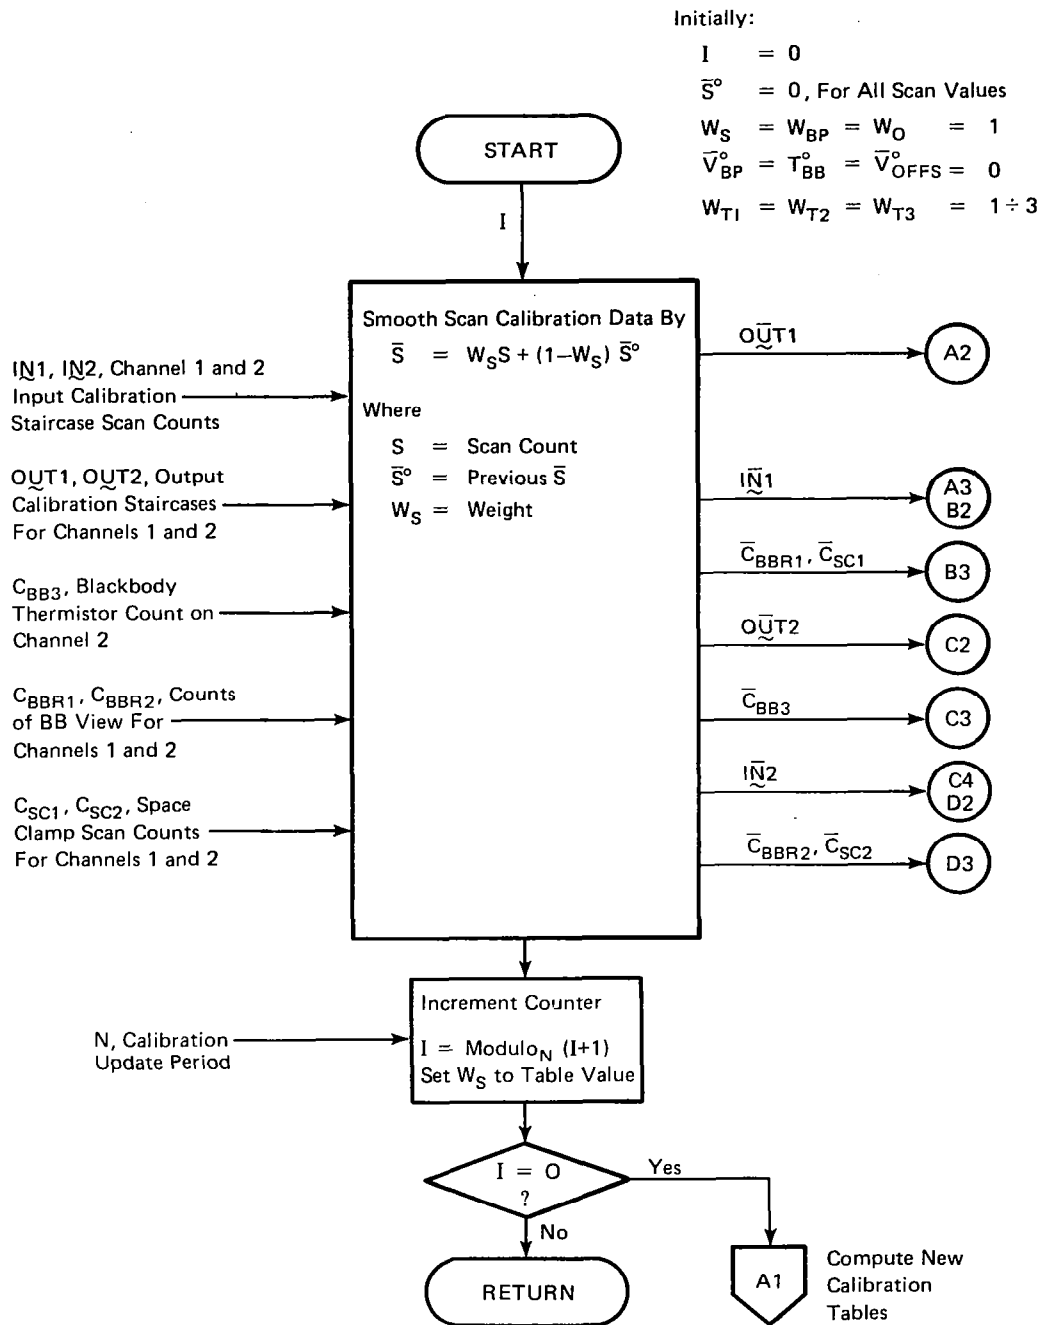 Initially:
I = 0
S̄° = 0, For All Scan Values
W_S = W_BP = W_O = 1
V̄°_BP = T°_BB = V̄°_OFFS = 0
W_T1 = W_T2 = W_T3 = 1 ÷ 3
START
I
Smooth Scan Calibration Data By
S̄ = W_S S + (1–W_S) S̄°
Where
S = Scan Count
S̄° = Previous S̄
W_S = Weight
IN1, IN2, Channel 1 and 2
Input Calibration
Staircase Scan Counts
OUT1, OUT2, Output
Calibration Staircases
For Channels 1 and 2
C_BB3, Blackbody
Thermistor Count on
Channel 2
C_BBR1, C_BBR2, Counts
of BB View For
Channels 1 and 2
C_SC1, C_SC2, Space
Clamp Scan Counts
For Channels 1 and 2
OŪT1
A2
IN̄1
A3
B2
C̄_BBR1, C̄_SC1
B3
OŪT2
C2
C̄_BB3
C3
IN̄2
C4
D2
C̄_BBR2, C̄_SC2
D3
N, Calibration
Update Period
Increment Counter
I = Modulo_N (I+1)
Set W_S to Table Value
I = O
?
Yes
No
RETURN
A1
Compute New
Calibration
Tables